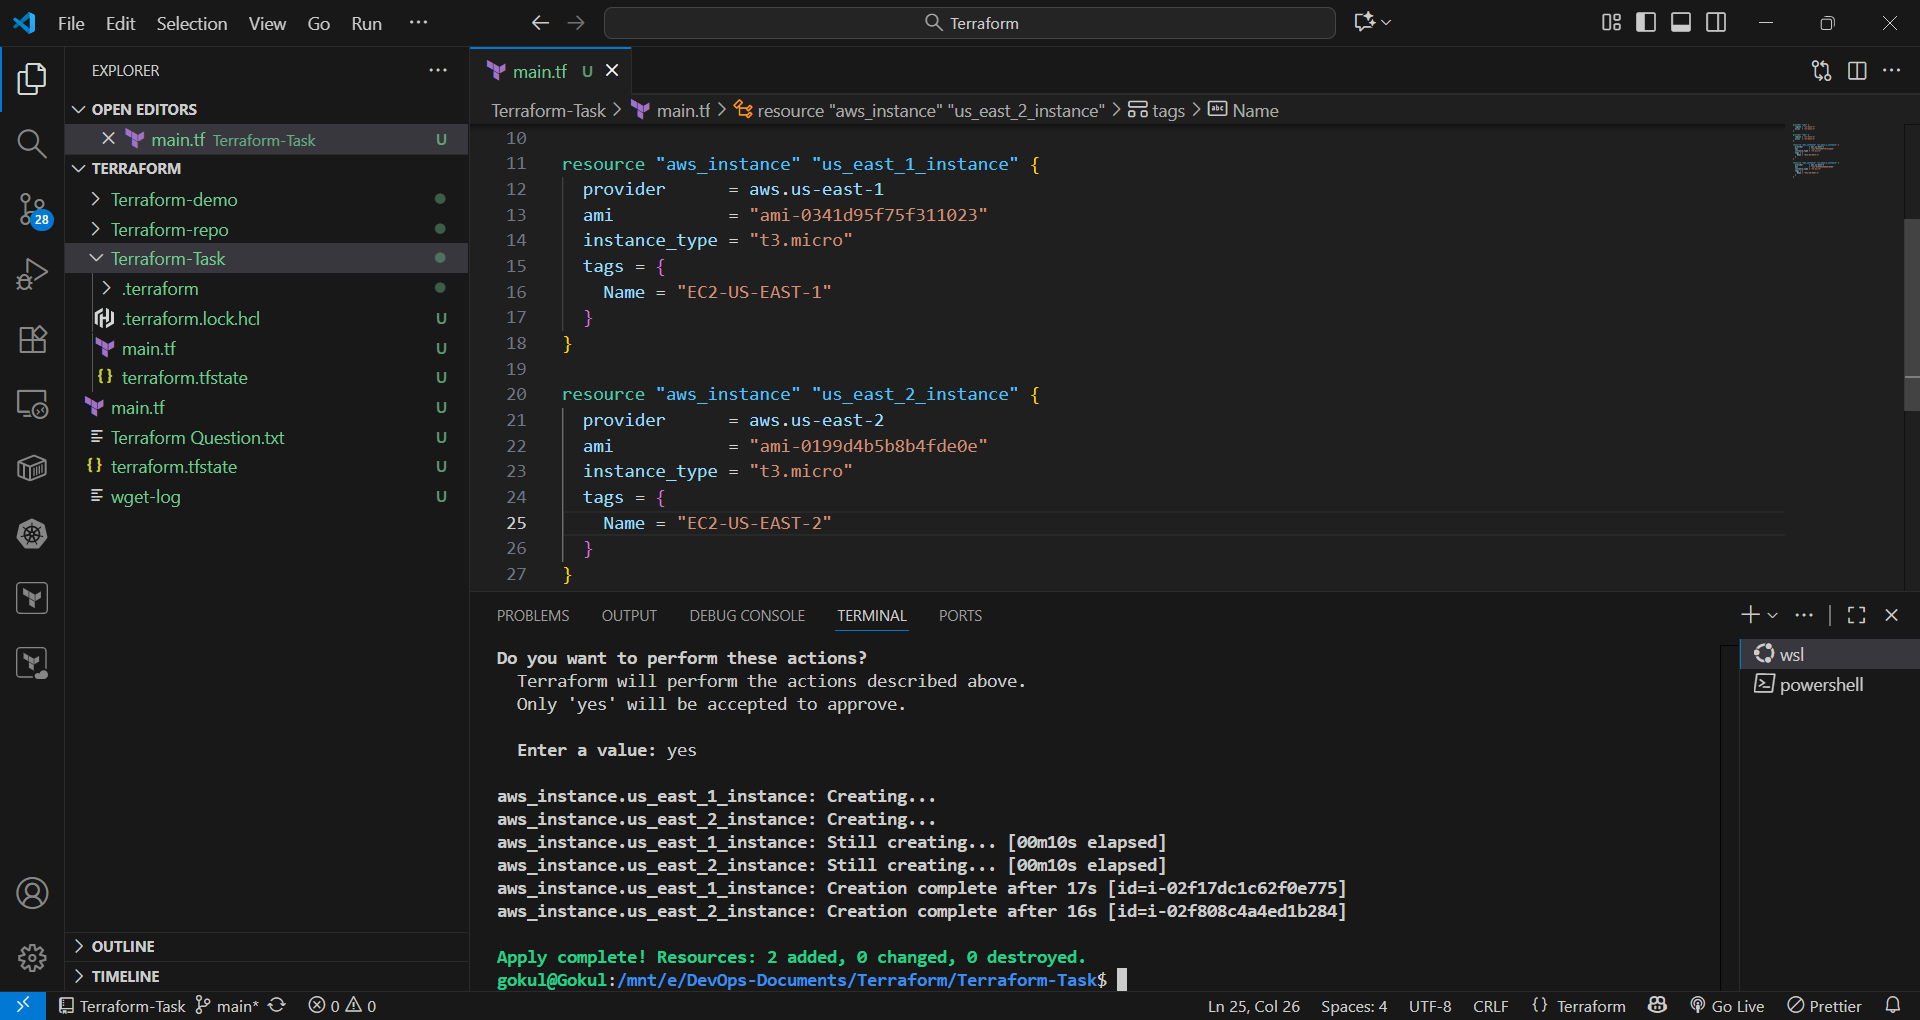 File Edit Selection View Go Run ··· Terraform
EXPLORER ···
OPEN EDITORS
main.tf Terraform-Task U
TERRAFORM
Terraform-demo
Terraform-repo
Terraform-Task
.terraform
.terraform.lock.hcl U
main.tf U
terraform.tfstate U
main.tf U
Terraform Question.txt U
terraform.tfstate U
wget-log U
OUTLINE
TIMELINE
28
main.tf U
Terraform-Task > main.tf > resource "aws_instance" "us_east_2_instance" > tags > abc Name
10
11 resource "aws_instance" "us_east_1_instance" {
12 provider = aws.us-east-1
13 ami = "ami-0341d95f75f311023"
14 instance_type = "t3.micro"
15 tags = {
16 Name = "EC2-US-EAST-1"
17 }
18 }
19
20 resource "aws_instance" "us_east_2_instance" {
21 provider = aws.us-east-2
22 ami = "ami-0199d4b5b8b4fde0e"
23 instance_type = "t3.micro"
24 tags = {
25 Name = "EC2-US-EAST-2"
26 }
27 }
PROBLEMS OUTPUT DEBUG CONSOLE TERMINAL PORTS
Do you want to perform these actions?
Terraform will perform the actions described above.
Only 'yes' will be accepted to approve.
Enter a value: yes
aws_instance.us_east_1_instance: Creating...
aws_instance.us_east_2_instance: Creating...
aws_instance.us_east_1_instance: Still creating... [00m10s elapsed]
aws_instance.us_east_2_instance: Still creating... [00m10s elapsed]
aws_instance.us_east_1_instance: Creation complete after 17s [id=i-02f17dc1c62f0e775]
aws_instance.us_east_2_instance: Creation complete after 16s [id=i-02f808c4a4ed1b284]
Apply complete! Resources: 2 added, 0 changed, 0 destroyed.
gokul@Gokul:/mnt/e/DevOps-Documents/Terraform/Terraform-Task$
wsl
powershell
Terraform-Task main* 0 0 Ln 25, Col 26 Spaces: 4 UTF-8 CRLF {} Terraform Go Live Prettier